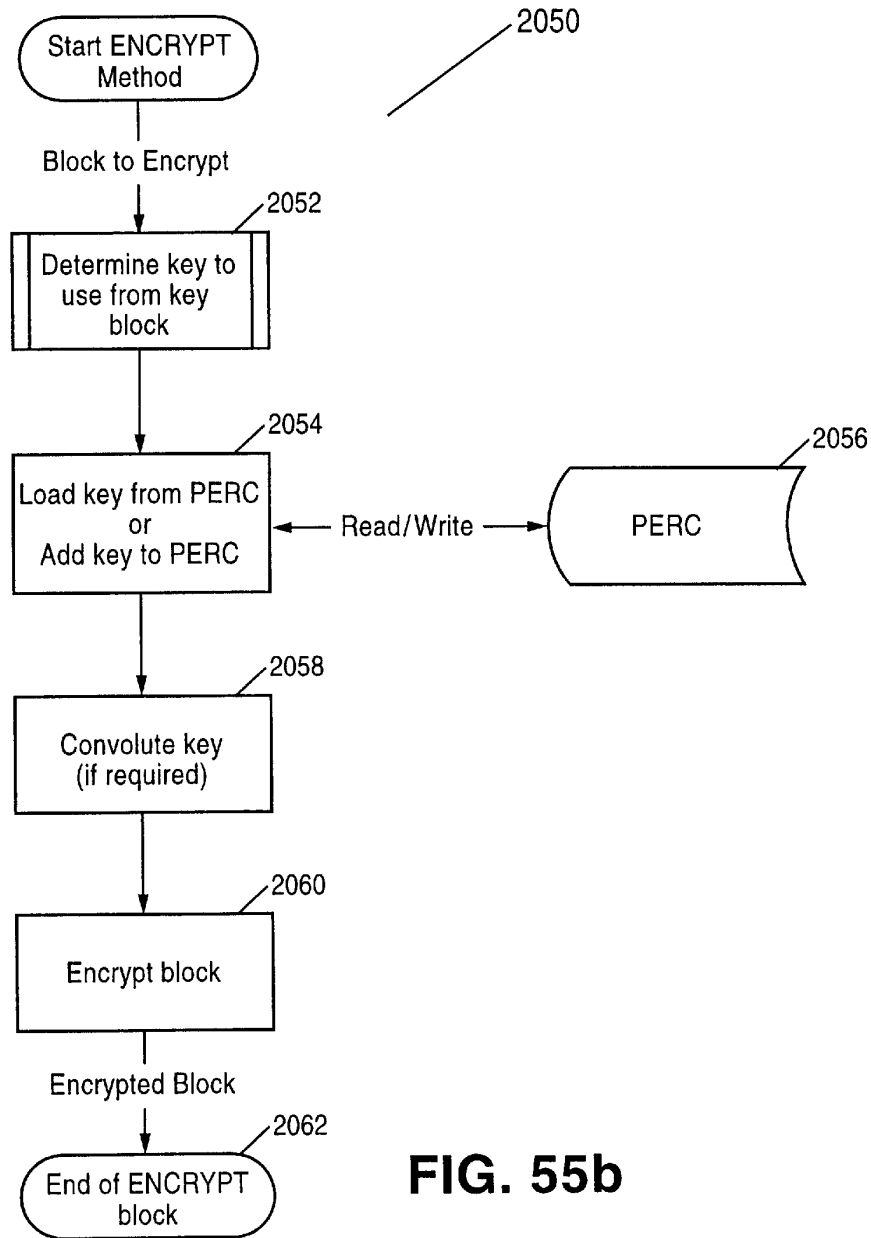 Start ENCRYPT
Method
2050
Block to Encrypt
2052
Determine key to
use from key
block
2054
Load key from PERC
or
Add key to PERC
Read/Write
2056
PERC
2058
Convolute key
(if required)
2060
Encrypt block
Encrypted Block
2062
End of ENCRYPT
block
FIG. 55b